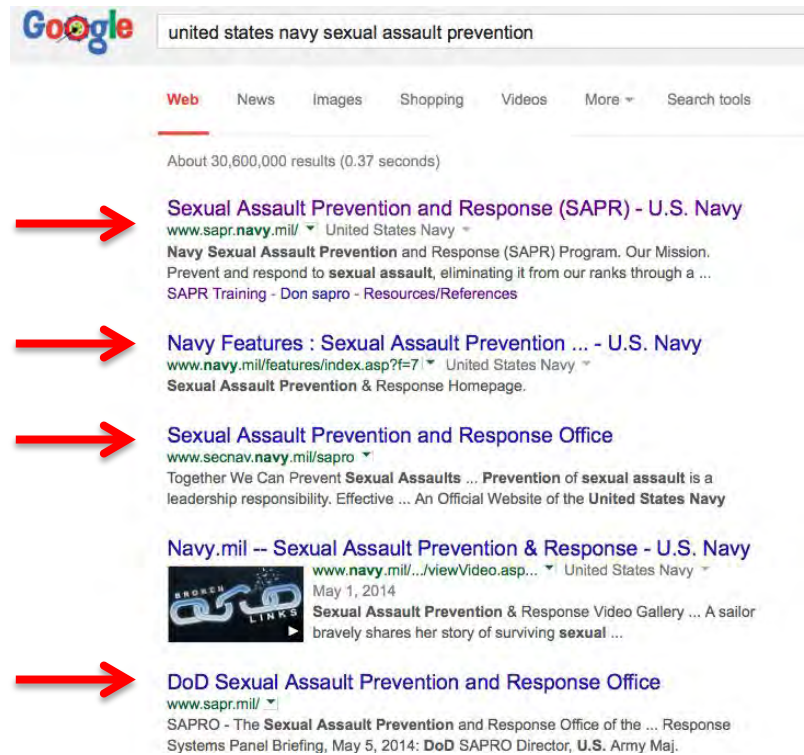 Google
united states navy sexual assault prevention
Web News Images Shopping Videos More Search tools
About 30,600,000 results (0.37 seconds)
Sexual Assault Prevention and Response (SAPR) - U.S. Navy
www.sapr.navy.mil/ United States Navy
Navy Sexual Assault Prevention and Response (SAPR) Program. Our Mission.
Prevent and respond to sexual assault, eliminating it from our ranks through a ...
SAPR Training - Don sapro - Resources/References
Navy Features : Sexual Assault Prevention ... - U.S. Navy
www.navy.mil/features/index.asp?f=7 United States Navy
Sexual Assault Prevention & Response Homepage.
Sexual Assault Prevention and Response Office
www.secnav.navy.mil/sapro
Together We Can Prevent Sexual Assaults ... Prevention of sexual assault is a
leadership responsibility. Effective ... An Official Website of the United States Navy
Navy.mil -- Sexual Assault Prevention & Response - U.S. Navy
www.navy.mil/.../viewVideo.asp... United States Navy
May 1, 2014
BROKEN
LINKS
Sexual Assault Prevention & Response Video Gallery ... A sailor
bravely shares her story of surviving sexual ...
DoD Sexual Assault Prevention and Response Office
www.sapr.mil/
SAPRO - The Sexual Assault Prevention and Response Office of the ... Response
Systems Panel Briefing, May 5, 2014: DoD SAPRO Director, U.S. Army Maj.